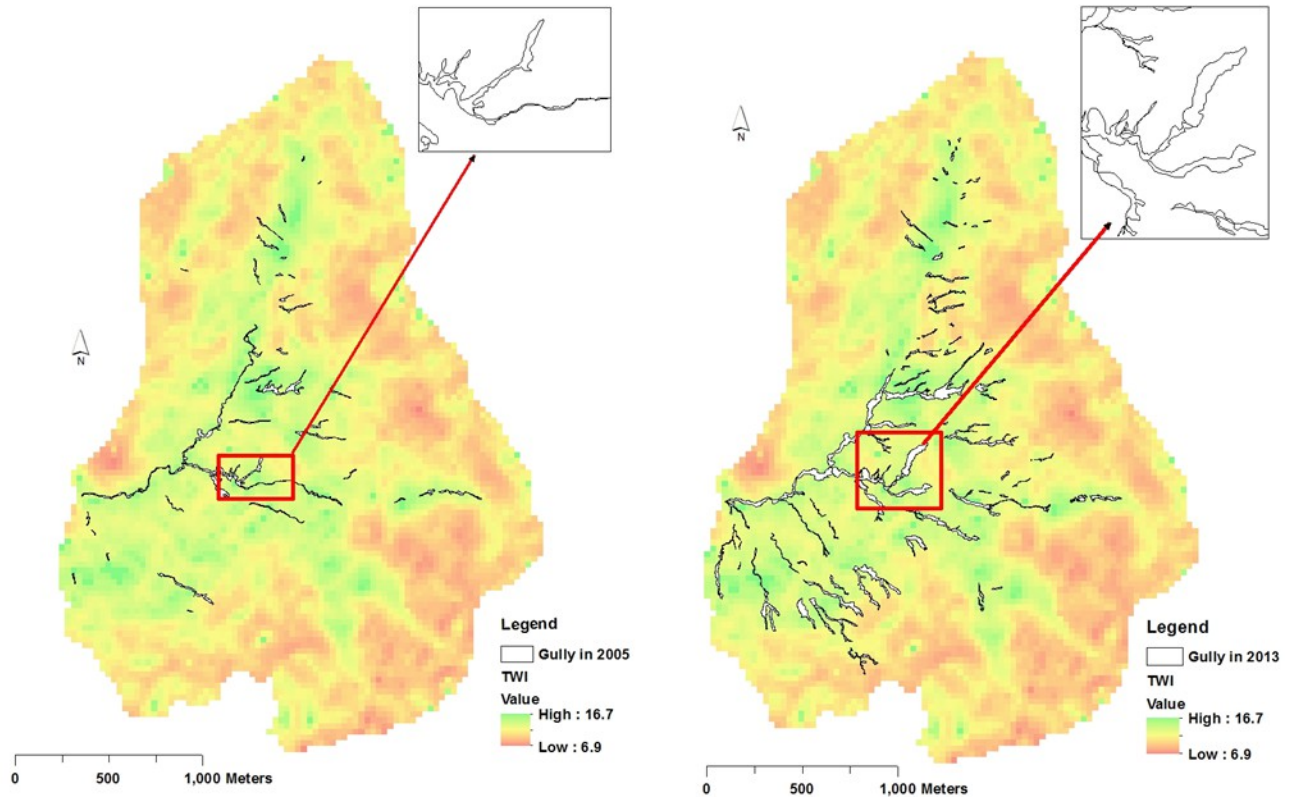 N
Legend
Gully in 2005
TWI
Value
High : 16.7
Low : 6.9
0 500 1,000 Meters
N
Legend
Gully in 2013
TWI
Value
High : 16.7
Low : 6.9
0 500 1,000 Meters